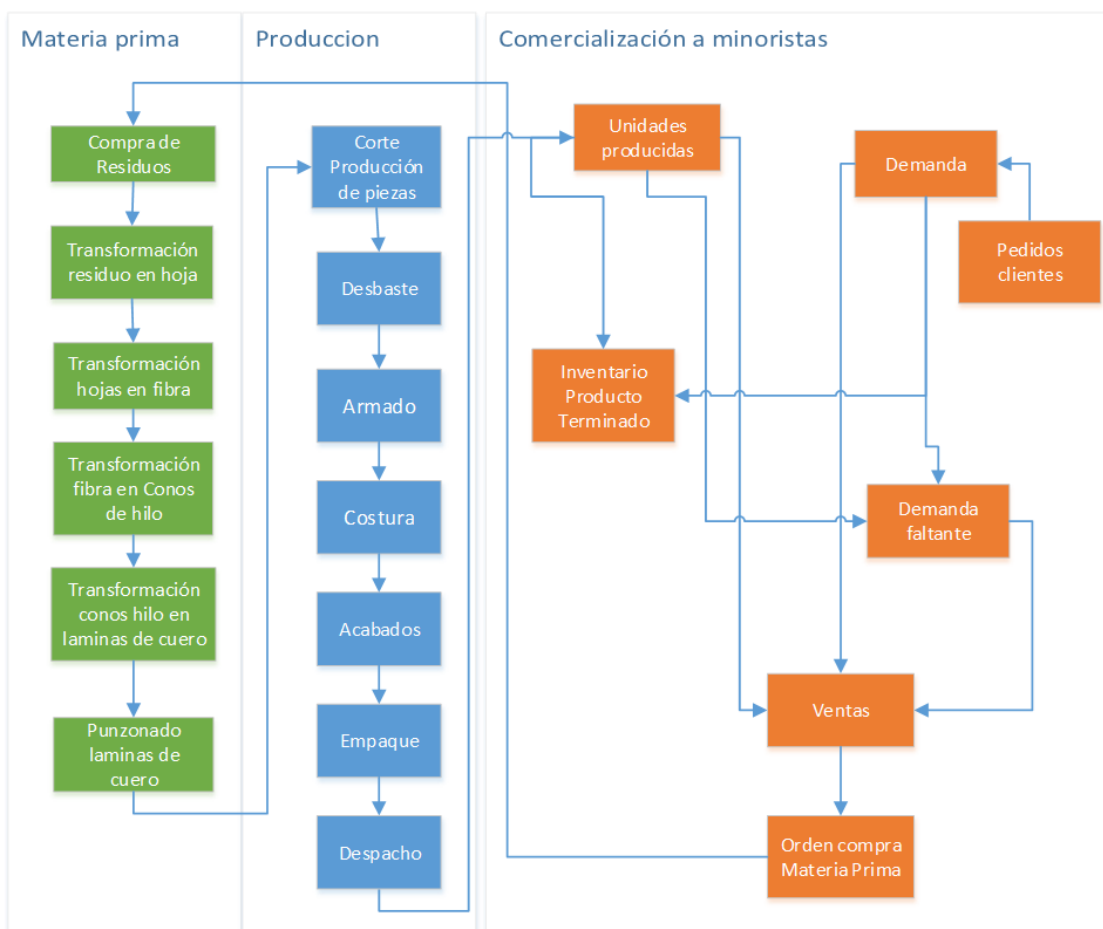 Materia prima
Produccion
Comercialización a minoristas
Compra de
Residuos
Transformación
residuo en hoja
Transformación
hojas en fibra
Transformación
fibra en Conos
de hilo
Transformación
conos hilo en
laminas de cuero
Punzonado
laminas de
cuero
Corte
Producción
de piezas
Desbaste
Armado
Costura
Acabados
Empaque
Despacho
Unidades
producidas
Demanda
Pedidos
clientes
Inventario
Producto
Terminado
Demanda
faltante
Ventas
Orden compra
Materia Prima